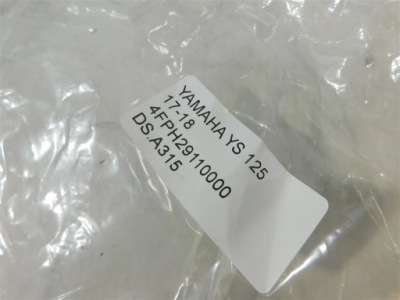 YAMAHA YS 125
17-18
4FPH29110000
DS.A315